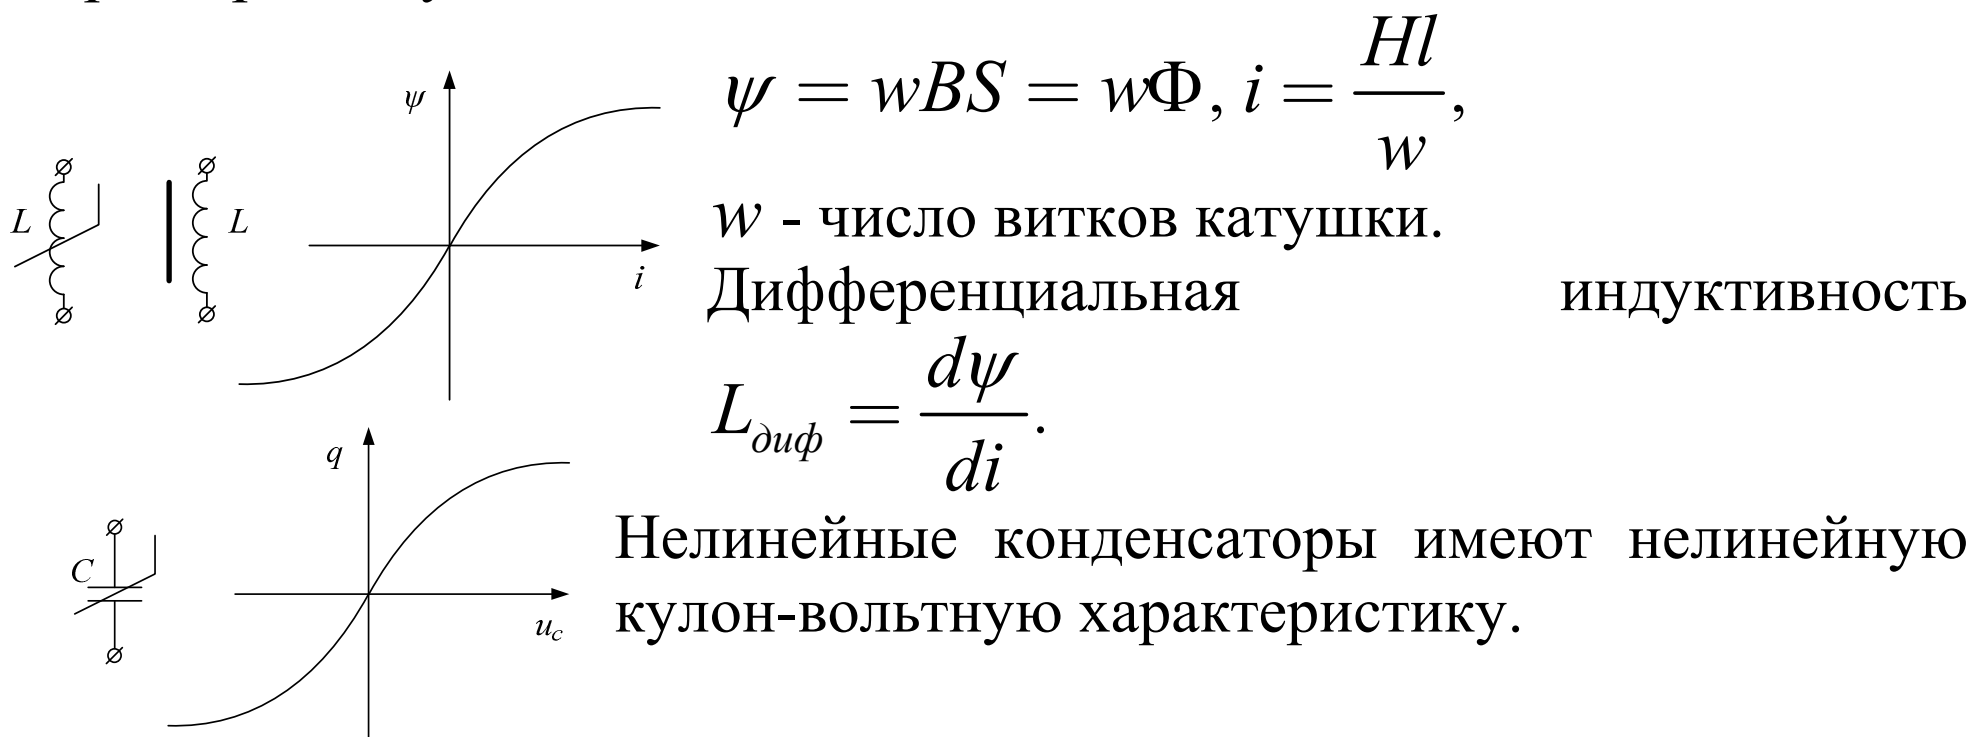 ψ = wBS = wΦ, i = Hl/w,
ψ
L
L
i
w - число витков катушки.
Дифференциальная индуктивность
L_диф = dψ/di.
q
C
u_c
Нелинейные конденсаторы имеют нелинейную
кулон-вольтную характеристику.